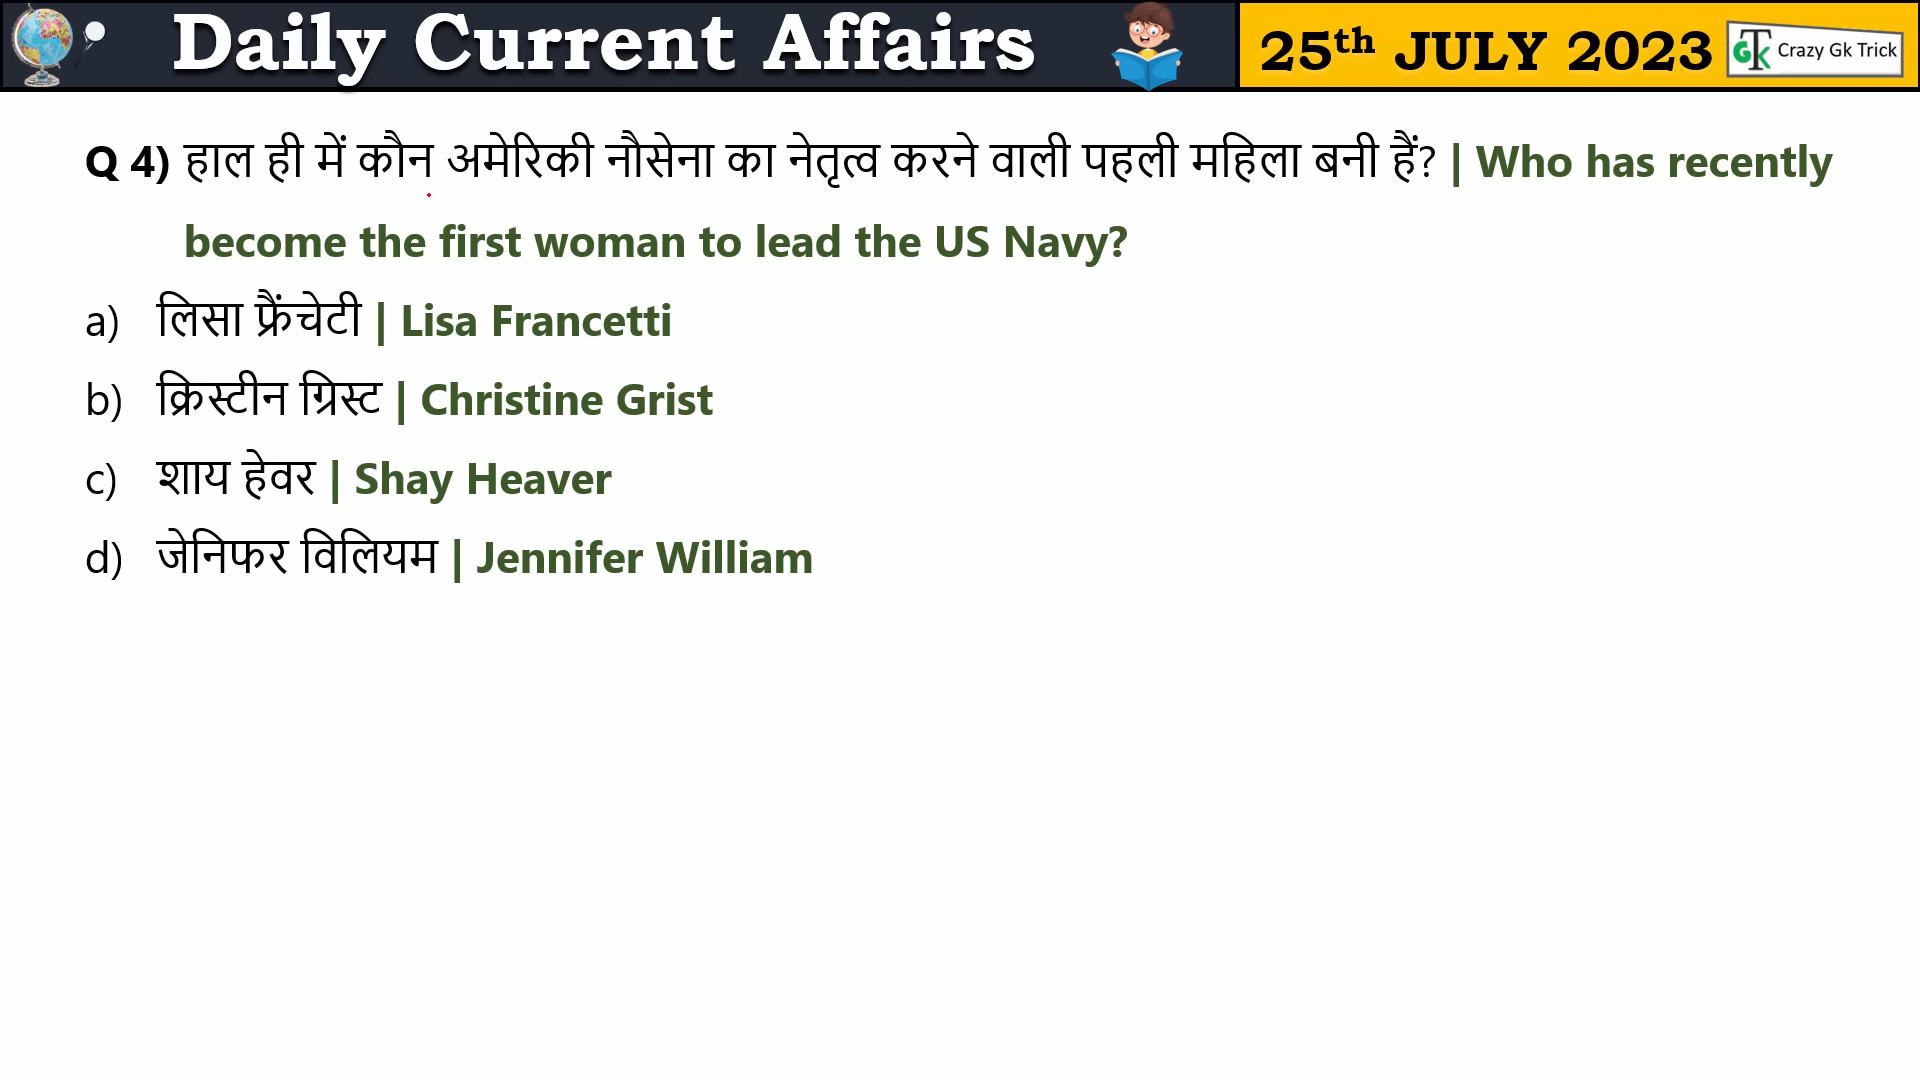 Daily Current Affairs
25th JULY 2023
GTK Crazy Gk Trick
Q 4) हाल ही में कौन अमेरिकी नौसेना का नेतृत्व करने वाली पहली महिला बनी हैं? | Who has recently
become the first woman to lead the US Navy?
a) लिसा फ्रैंचेटी | Lisa Francetti
b) क्रिस्टीन ग्रिस्ट | Christine Grist
c) शाय हेवर | Shay Heaver
d) जेनिफर विलियम | Jennifer William